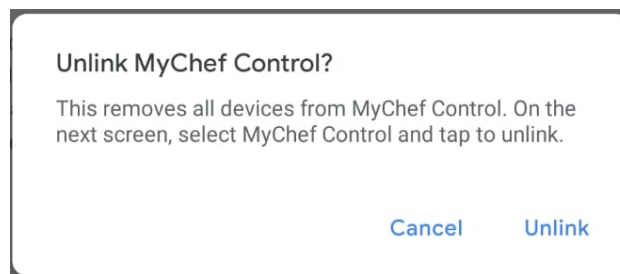 Unlink MyChef Control?
This removes all devices from MyChef Control. On the
next screen, select MyChef Control and tap to unlink.
Cancel Unlink